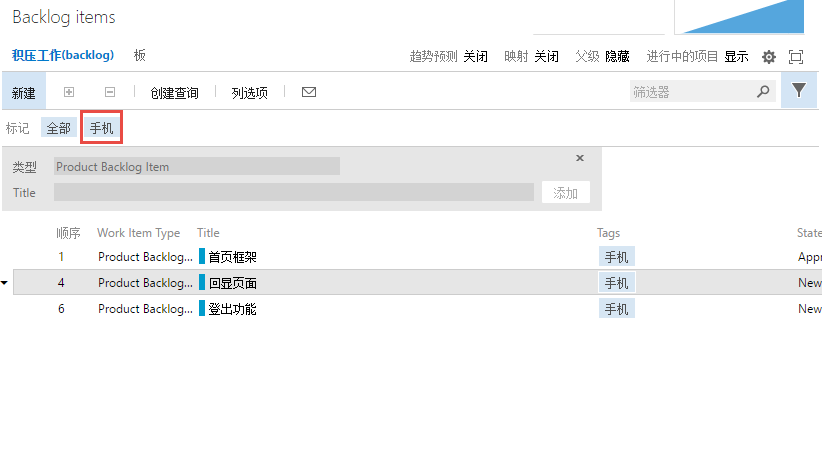 Backlog items
积压工作(backlog) 板 趋势预测 关闭 映射 关闭 父级 隐藏 进行中的项目 显示
新建 创建查询 列选项 筛选器
标记 全部 手机
类型 Product Backlog Item
Title 添加
顺序 Work Item Type Title Tags State
1 Product Backlog... 首页框架 手机 Appr
4 Product Backlog... 回显页面 手机 New
6 Product Backlog... 登出功能 手机 New